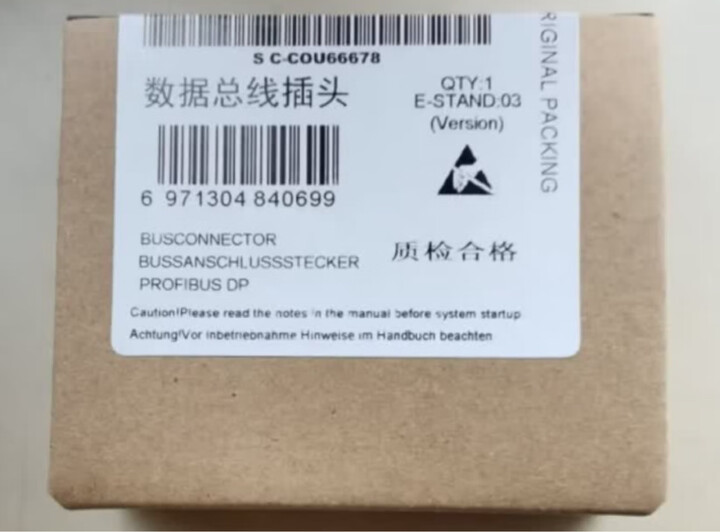 S C-COU66678
数据总线插头
QTY:1
E-STAND:03
(Version)
ORIGINAL PACKING
6 971304 840699
BUSCONNECTOR
BUSSANSCHLUSSSTECKER
PROFIBUS DP
质检合格
Caution!Please read the notes in the manual before system startup
Achtung!Vor Inbetriebnahme Hinweise im Handbuch beachten